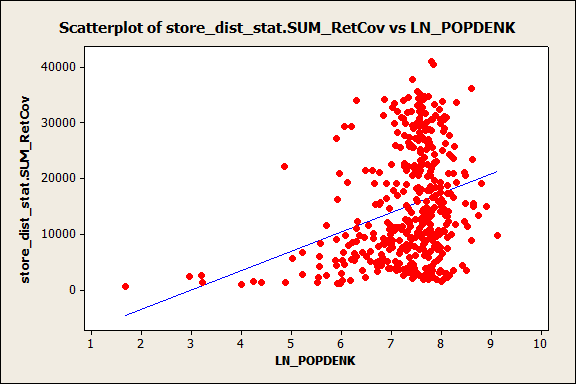 Scatterplot of store_dist_stat.SUM_RetCov vs LN_POPDENK
store_dist_stat.SUM_RetCov
40000
30000
20000
10000
0
1 2 3 4 5 6 7 8 9 10
LN_POPDENK